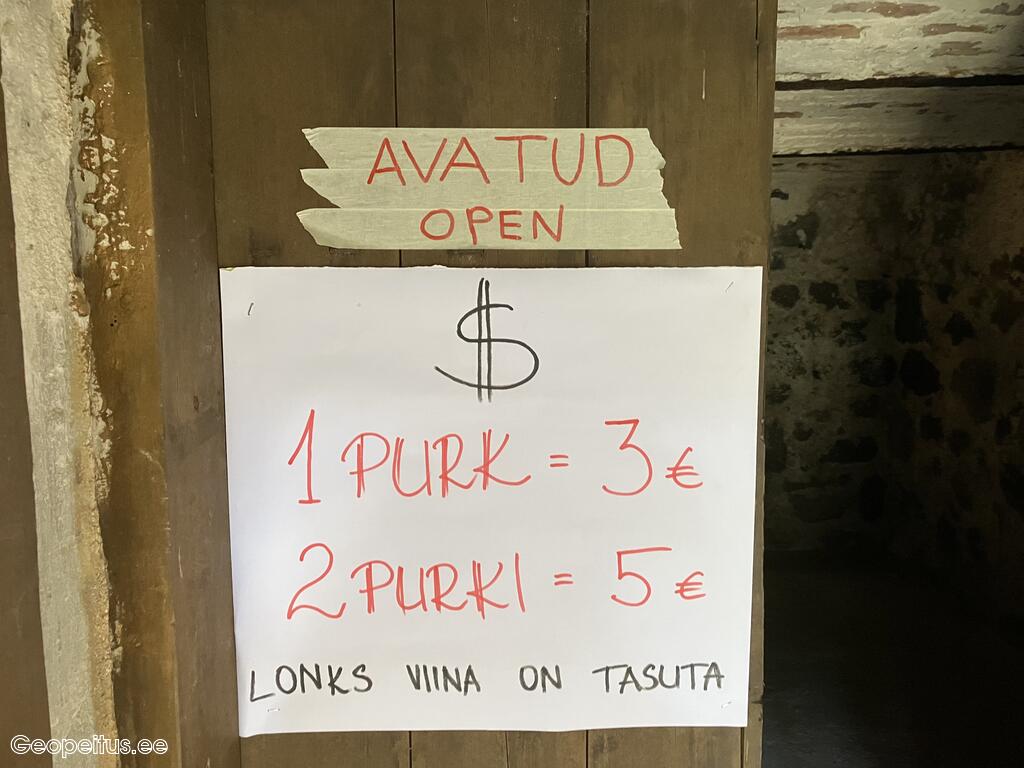 AVATUD
OPEN
$
1 PURK = 3 €
2 PURKI = 5 €
LONKS VIINA ON TASUTA
Geopeitus.ee